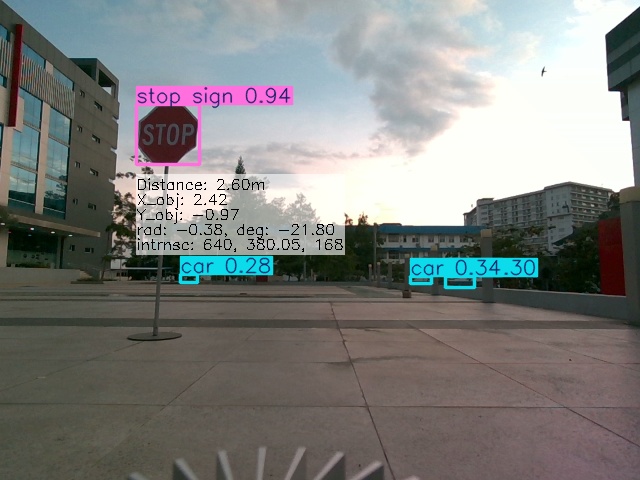 stop sign 0.94
STOP
Distance: 2.60m
X_obj: 2.42
Y_obj: -0.97
rad: -0.38, deg: -21.80
intrnsc: 640, 380.05, 168
car 0.28
car 0.34.30